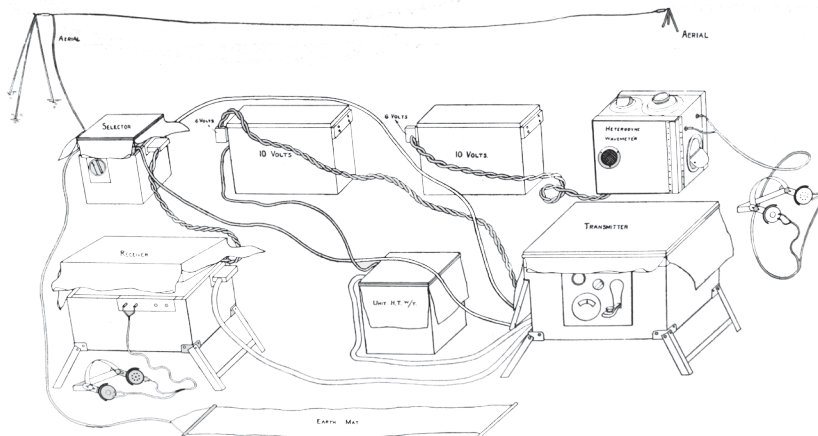 AERIAL
AERIAL
SELECTOR
6 VOLTS
10 VOLTS
6 VOLTS
10 VOLTS.
HETERODYNE
WAVEMETER
TRANSMITTER
RECEIVER
UNIT H.T. W/T.
EARTH MAT